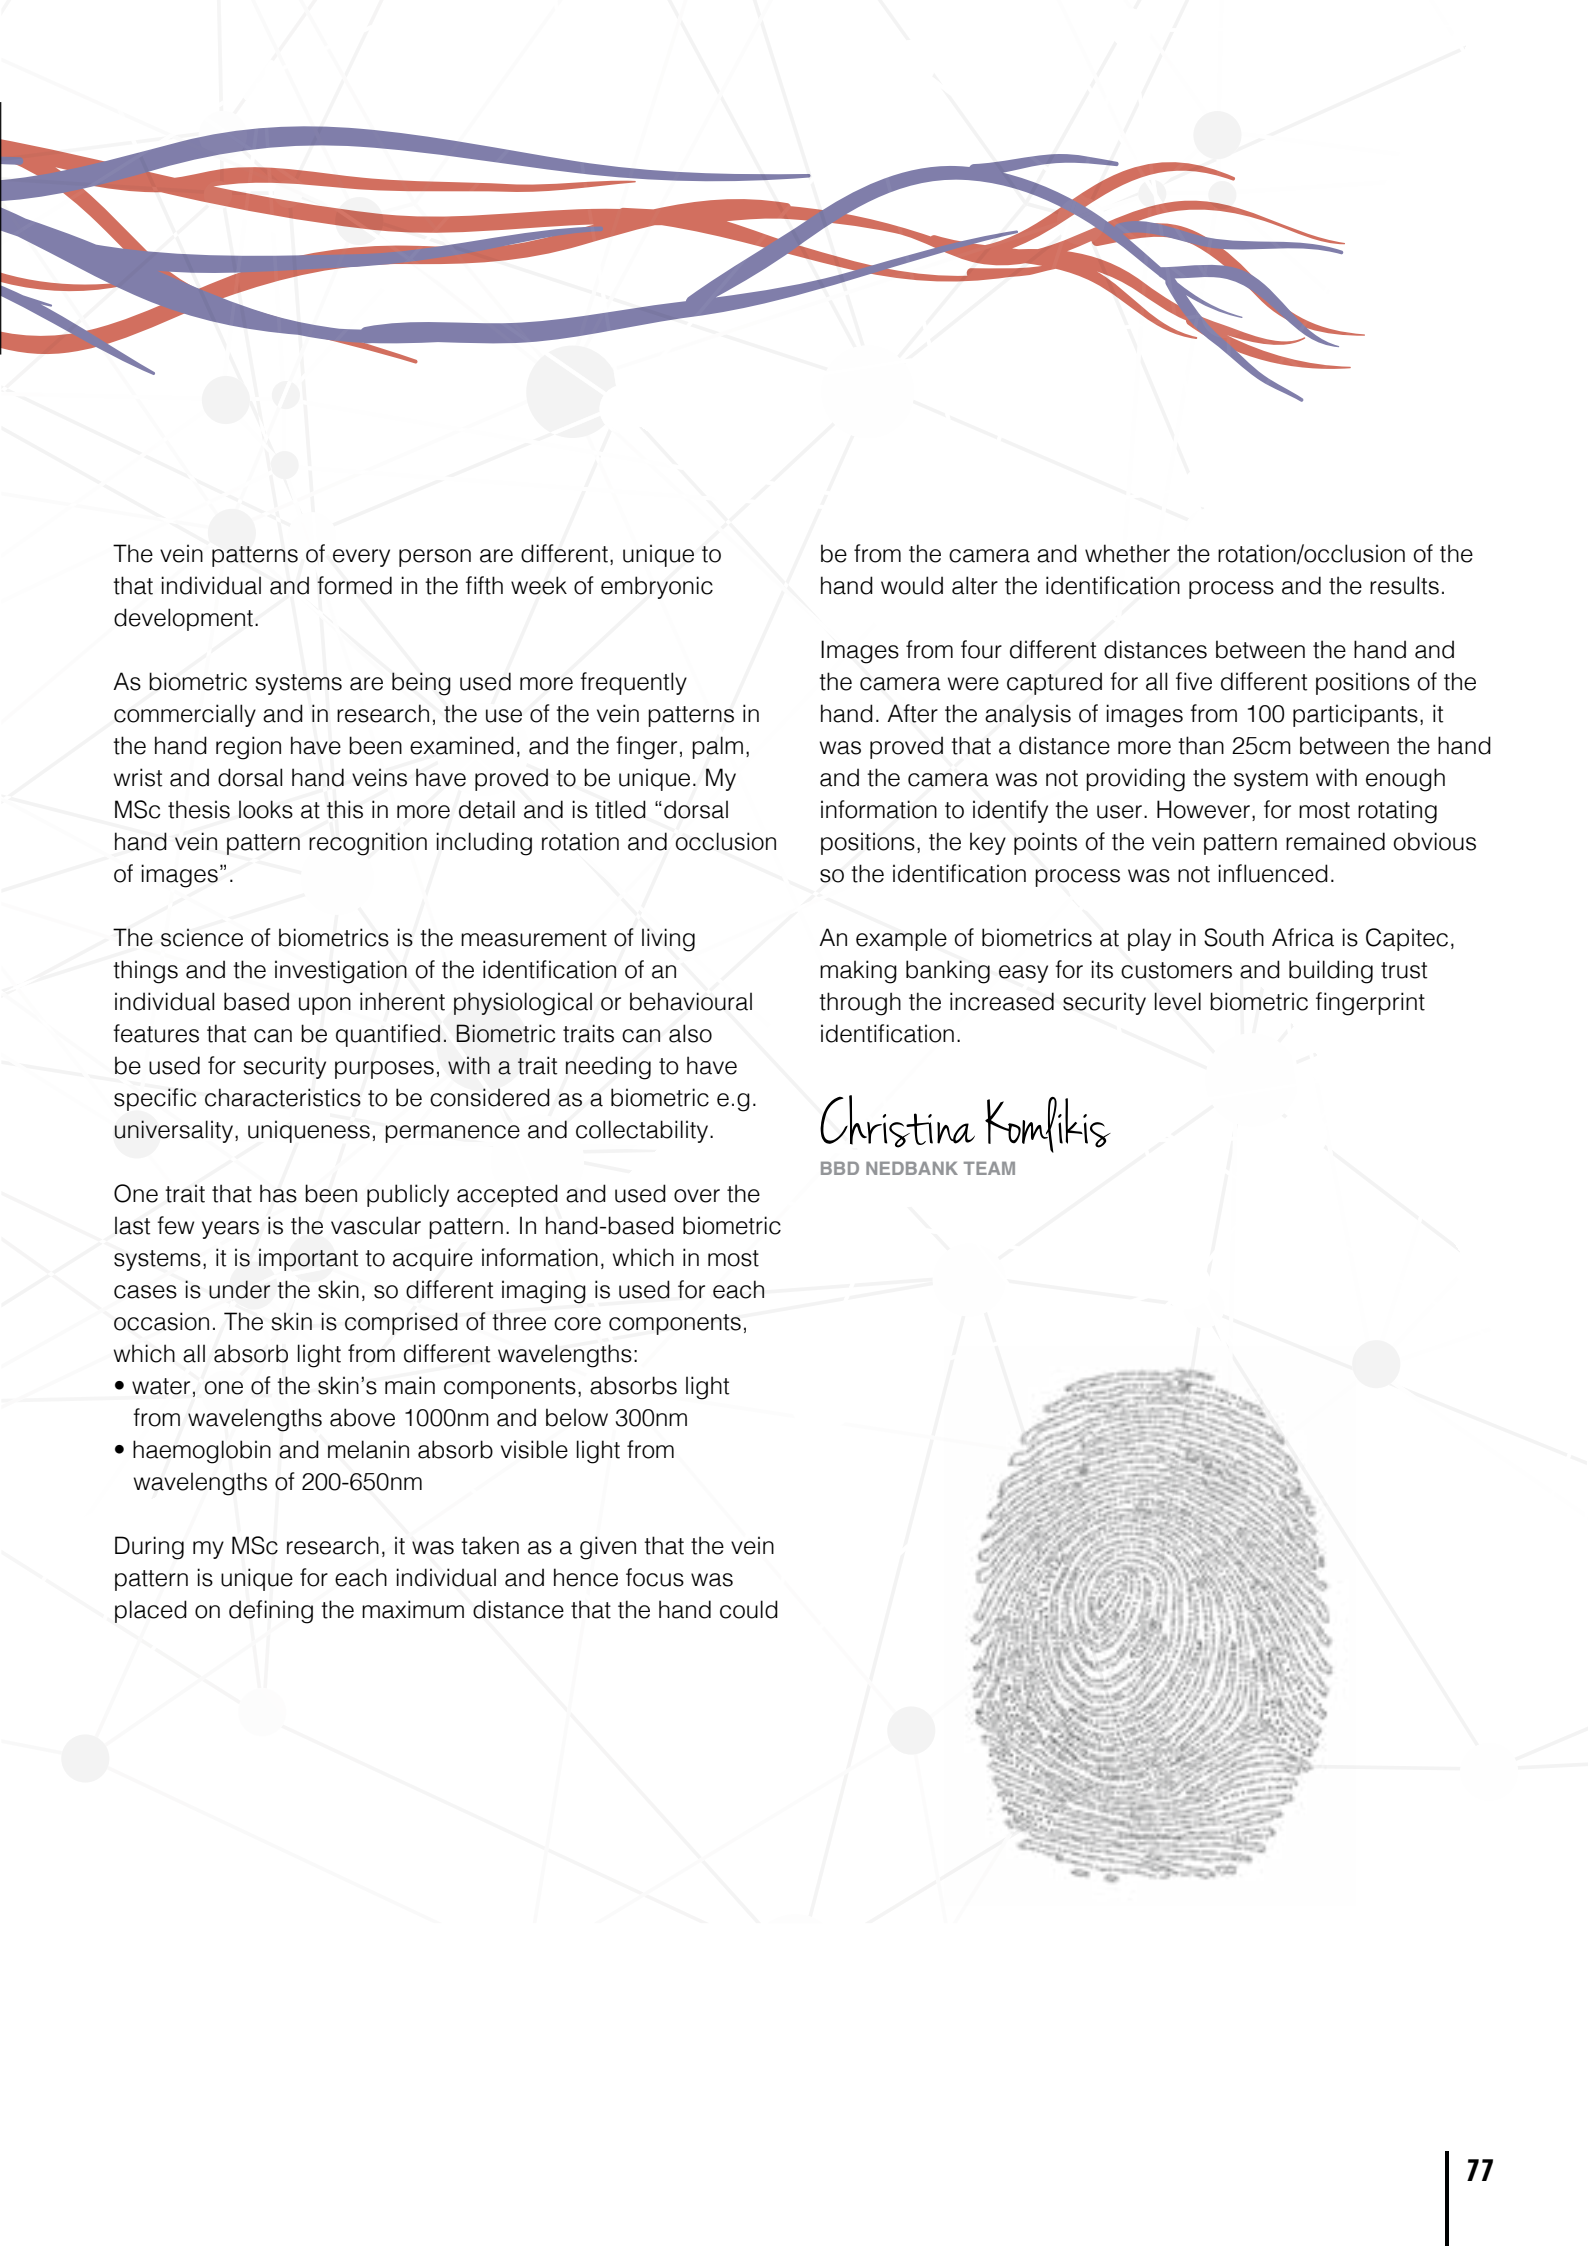 The vein patterns of every person are different, unique to
that individual and formed in the fifth week of embryonic
development.
As biometric systems are being used more frequently
commercially and in research, the use of the vein patterns in
the hand region have been examined, and the finger, palm,
wrist and dorsal hand veins have proved to be unique. My
MSc thesis looks at this in more detail and is titled “dorsal
hand vein pattern recognition including rotation and occlusion
of images”.
The science of biometrics is the measurement of living
things and the investigation of the identification of an
individual based upon inherent physiological or behavioural
features that can be quantified. Biometric traits can also
be used for security purposes, with a trait needing to have
specific characteristics to be considered as a biometric e.g.
universality, uniqueness, permanence and collectability.
One trait that has been publicly accepted and used over the
last few years is the vascular pattern. In hand-based biometric
systems, it is important to acquire information, which in most
cases is under the skin, so different imaging is used for each
occasion. The skin is comprised of three core components,
which all absorb light from different wavelengths:
• water, one of the skin’s main components, absorbs light
from wavelengths above 1000nm and below 300nm
• haemoglobin and melanin absorb visible light from
wavelengths of 200-650nm
During my MSc research, it was taken as a given that the vein
pattern is unique for each individual and hence focus was
placed on defining the maximum distance that the hand could
be from the camera and whether the rotation/occlusion of the
hand would alter the identification process and the results.
Images from four different distances between the hand and
the camera were captured for all five different positions of the
hand. After the analysis of images from 100 participants, it
was proved that a distance more than 25cm between the hand
and the camera was not providing the system with enough
information to identify the user. However, for most rotating
positions, the key points of the vein pattern remained obvious
so the identification process was not influenced.
An example of biometrics at play in South Africa is Capitec,
making banking easy for its customers and building trust
through the increased security level biometric fingerprint
identification.
Christina Komfikis
BBD NEDBANK TEAM
77